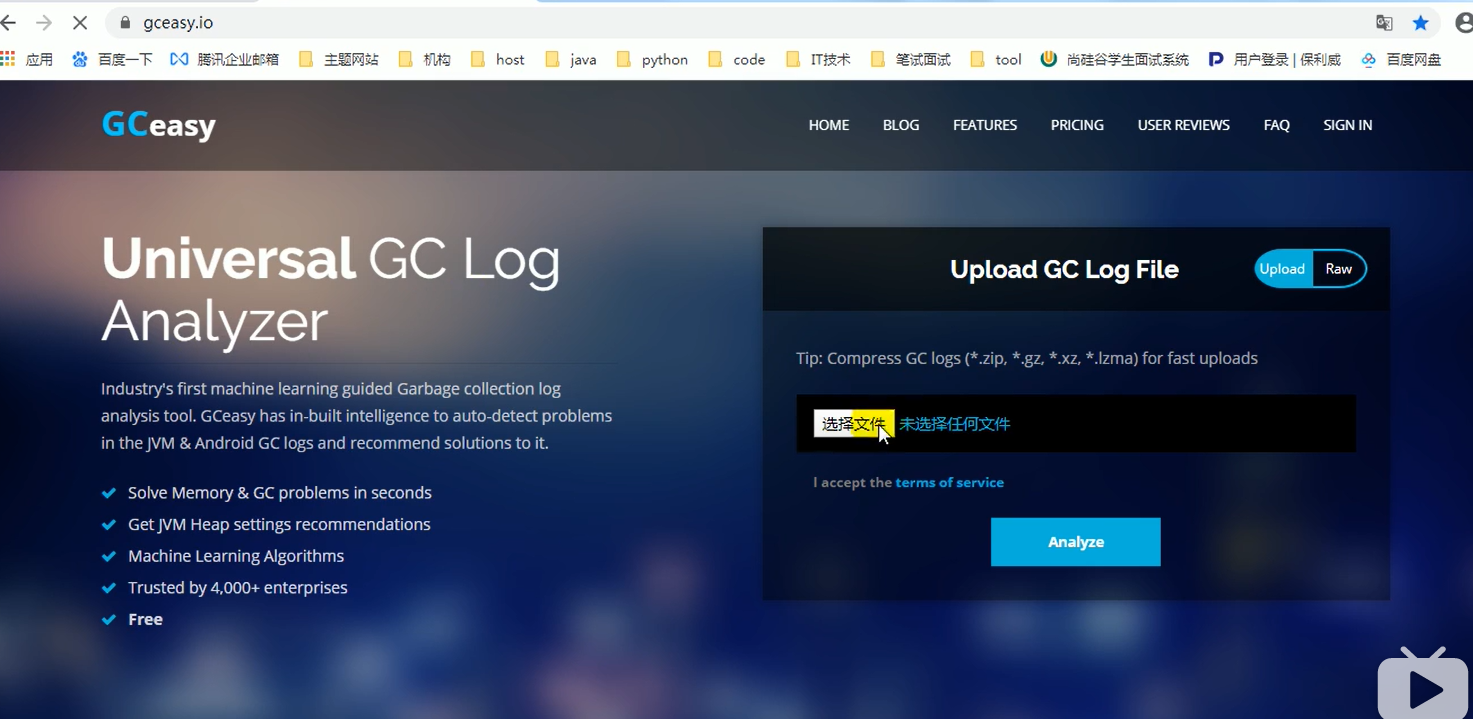 gceasy.io
应用 百度一下 腾讯企业邮箱 主题网站 机构 host java python code IT技术 笔试面试 tool 尚硅谷学生面试系统 用户登录 | 保利威 百度网盘
GCeasy HOME BLOG FEATURES PRICING USER REVIEWS FAQ SIGN IN
Universal GC Log
Analyzer
Industry's first machine learning guided Garbage collection log
analysis tool. GCeasy has in-built intelligence to auto-detect problems
in the JVM & Android GC logs and recommend solutions to it.
Solve Memory & GC problems in seconds
Get JVM Heap settings recommendations
Machine Learning Algorithms
Trusted by 4,000+ enterprises
Free
Upload GC Log File Upload Raw
Tip: Compress GC logs (*.zip, *.gz, *.xz, *.lzma) for fast uploads
选择文件 未选择任何文件
I accept the terms of service
Analyze